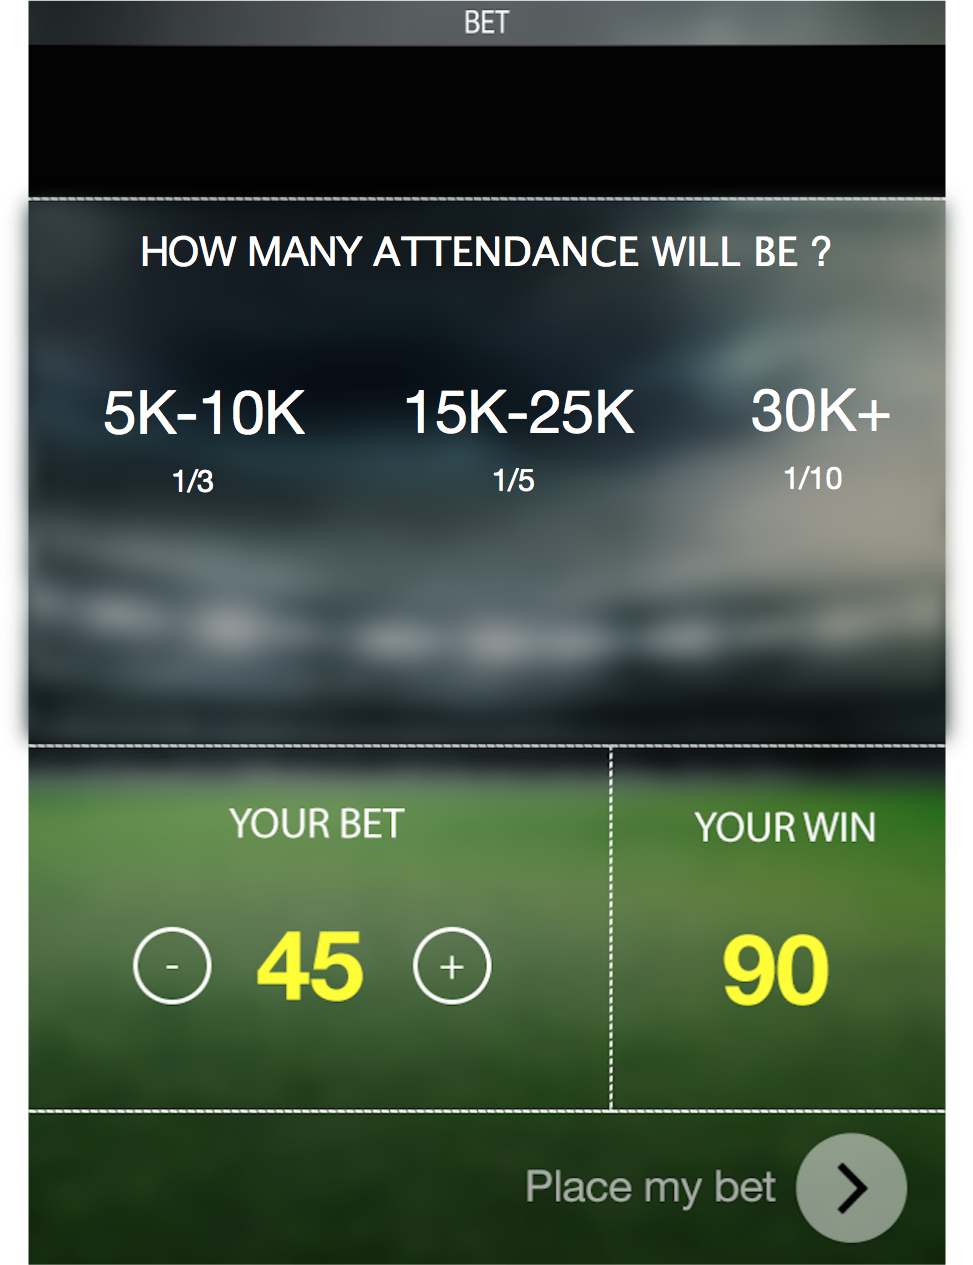 BET
HOW MANY ATTENDANCE WILL BE ?
5K-10K 15K-25K 30K+
1/3 1/5 1/10
YOUR BET YOUR WIN
- 45 + 90
Place my bet